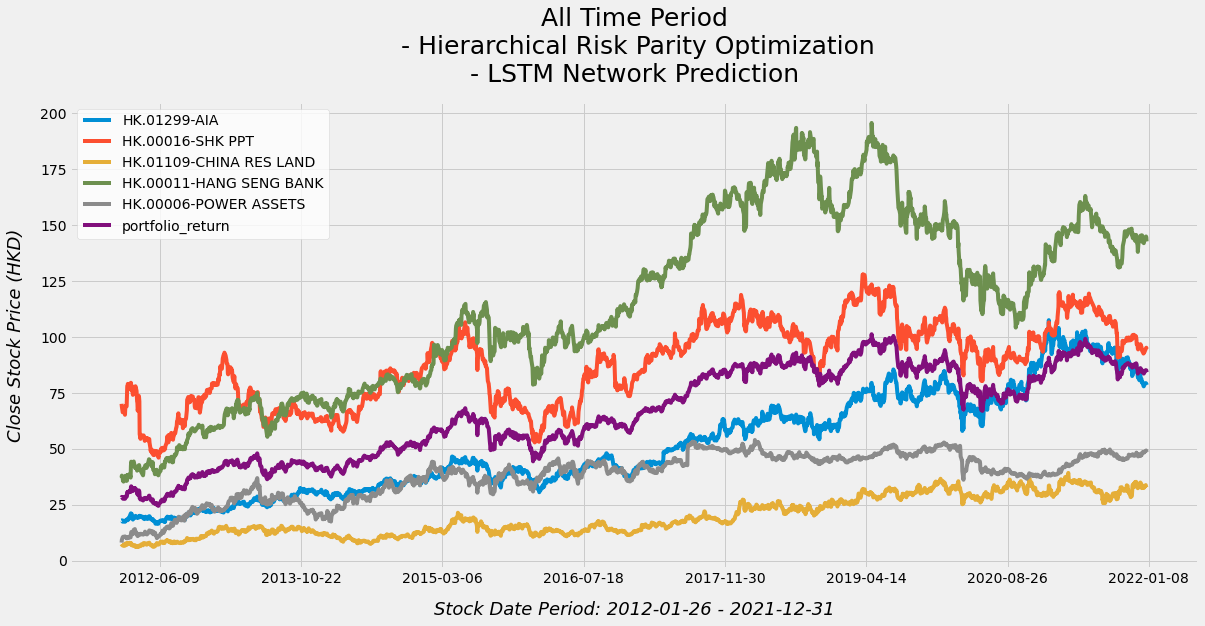 All Time Period
- Hierarchical Risk Parity Optimization
- LSTM Network Prediction
200
175
150
125
100
75
50
25
0
Close Stock Price (HKD)
HK.01299-AIA
HK.00016-SHK PPT
HK.01109-CHINA RES LAND
HK.00011-HANG SENG BANK
HK.00006-POWER ASSETS
portfolio_return
2012-06-09
2013-10-22
2015-03-06
2016-07-18
2017-11-30
2019-04-14
2020-08-26
2022-01-08
Stock Date Period: 2012-01-26 - 2021-12-31